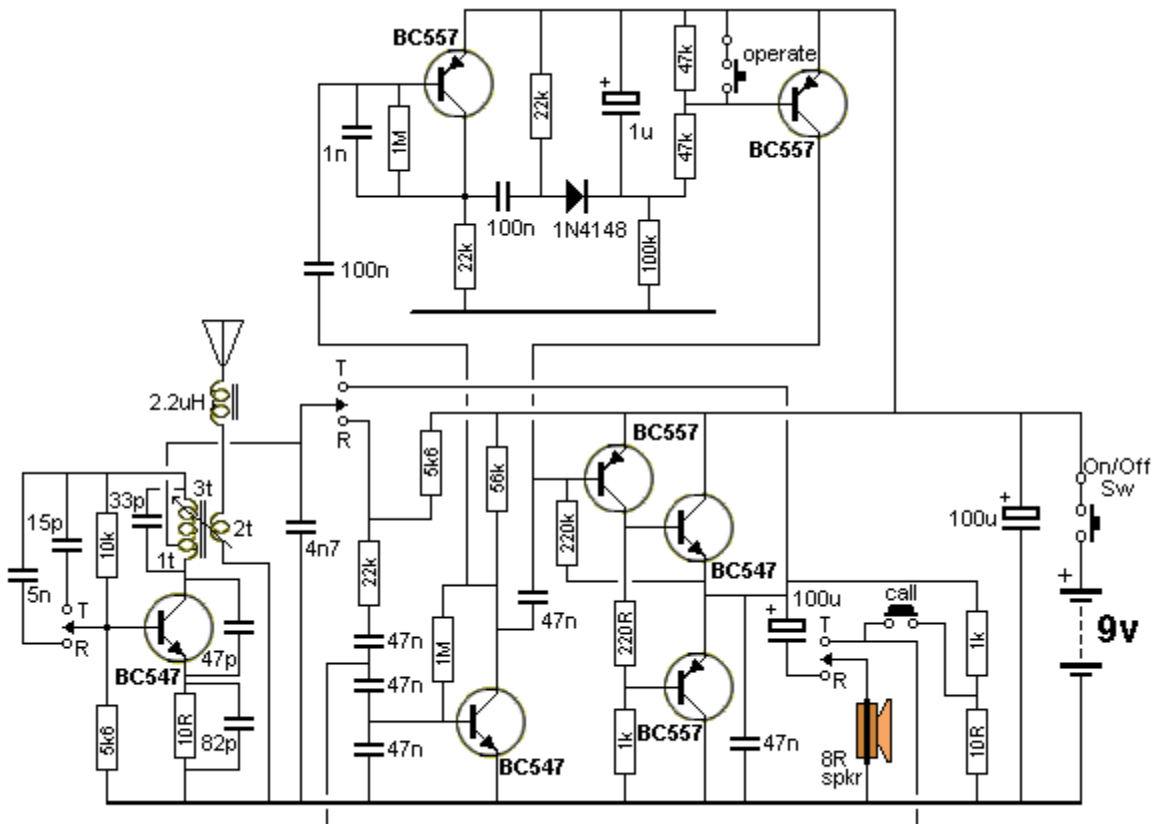 BC557
operate
47k
22k
+
1u
1n
1M
47k
BC557
100n
1N4148
22k
100k
100n
T
2.2uH
R
BC557
5k6
56k
On/Off
Sw
33p
3t
15p
2t
10k
4n7
220k
100u
+
1t
22k
BC547
+
5n
T
R
47n
47n
100u
call
9v
+
T
R
1k
BC547
47p
220R
1M
47n
BC557
5k6
10R
82p
47n
BC547
1k
47n
8R
spkr
10R